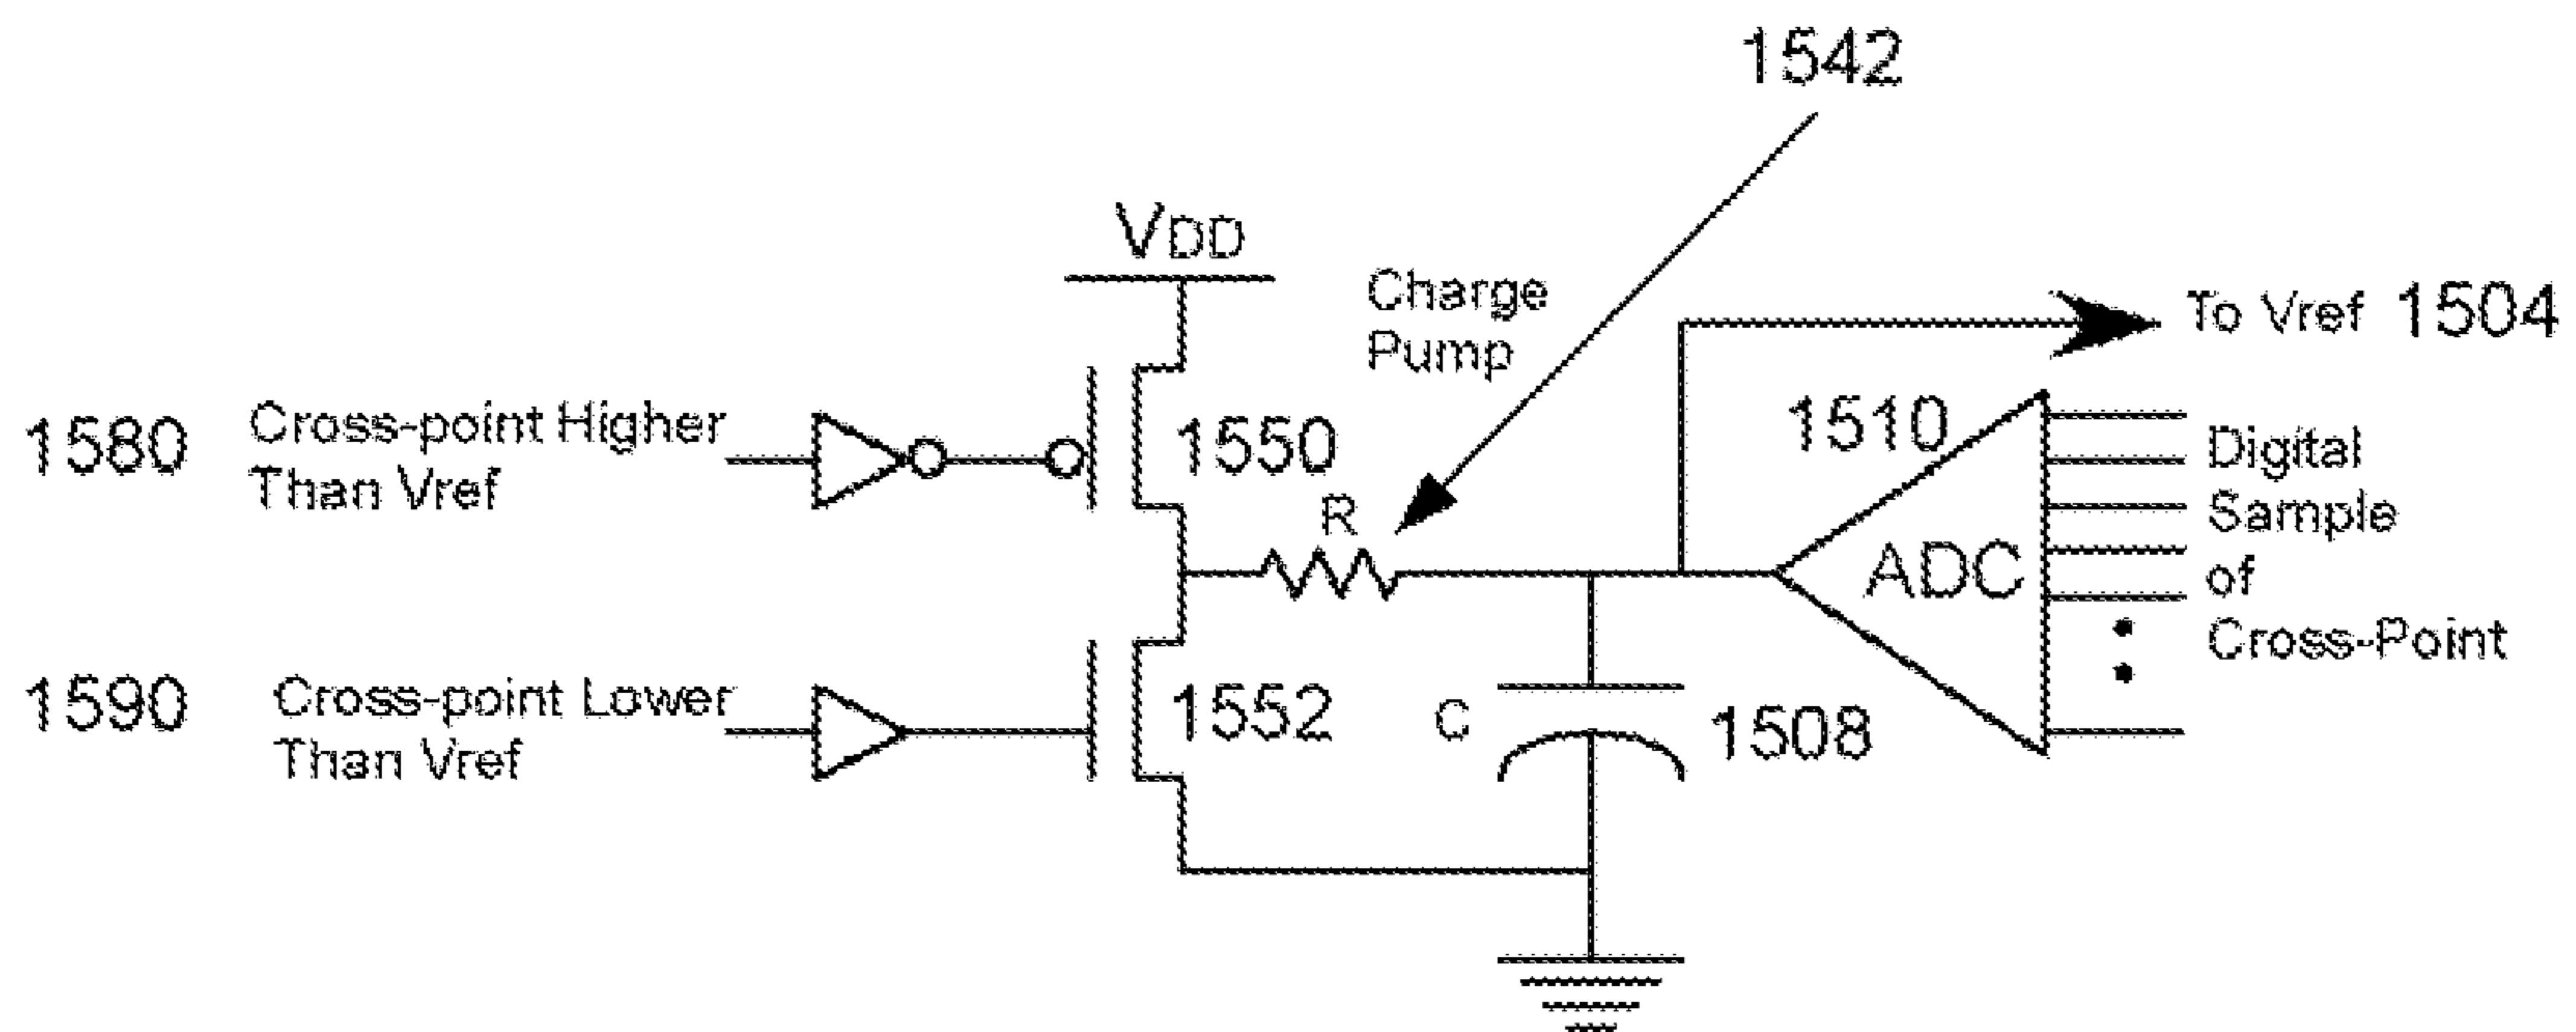 1542
VDD
Charge
Pump
To Vref 1504
1580 Cross-point Higher
Than Vref
1550
1510
Digital
Sample
of
Cross-Point
R
ADC
1590 Cross-point Lower
Than Vref
1552
C
1508